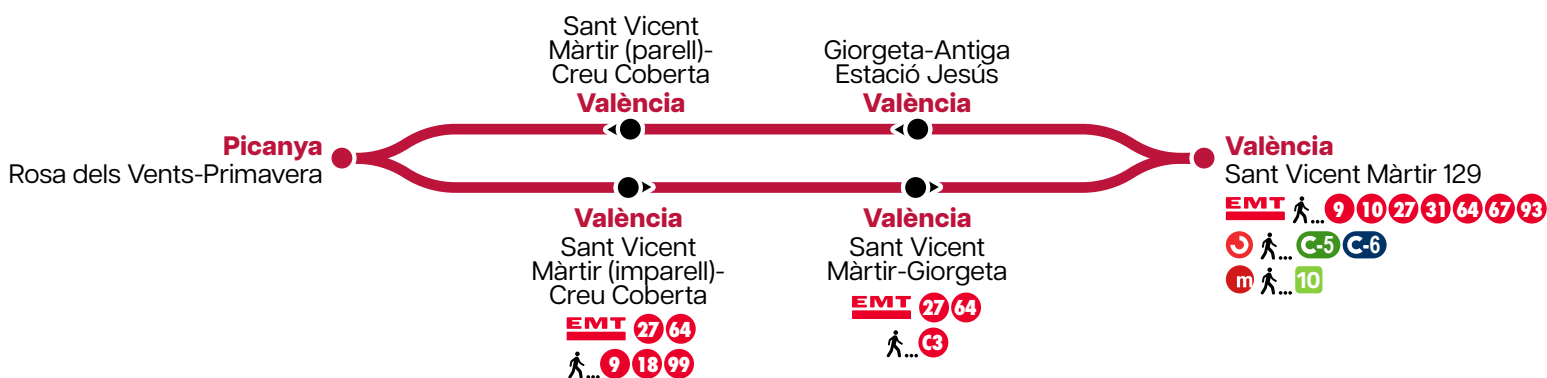 Sant Vicent
Màrtir (parell)-
Creu Coberta
València
Giorgeta-Antiga
Estació Jesús
València
Picanya
Rosa dels Vents-Primavera
València
Sant Vicent Màrtir 129
EMT ... 9 10 27 31 64 67 93
... C-5 C-6
m ... 10
València
Sant Vicent
Màrtir (imparell)-
Creu Coberta
EMT 27 64
... 9 18 99
València
Sant Vicent
Màrtir-Giorgeta
EMT 27 64
... C3